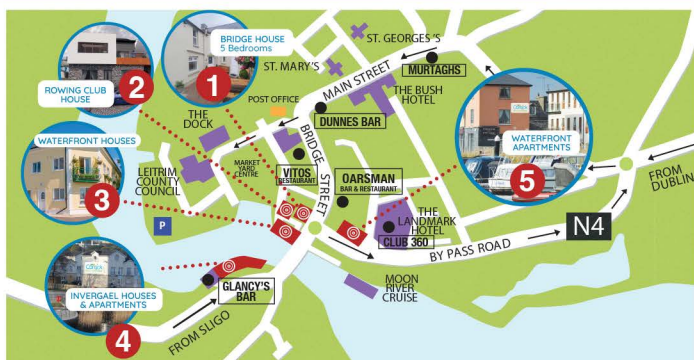 BRIDGE HOUSE
5 Bedrooms
1
ROWING CLUB
HOUSE
2
WATERFRONT HOUSES
3
INVERGAEL HOUSES
& APARTMENTS
4
WATERFRONT
APARTMENTS
5
ST. GEORGES'S
ST. MARY'S
MAIN STREET
MURTAGHS
THE BUSH
HOTEL
POST OFFICE
DUNNES BAR
THE
DOCK
BRIDGE STREET
MARKET
YARD
CENTRE
VITOS
RESTAURANT
OARSMAN
BAR & RESTAURANT
LEITRIM
COUNTY
COUNCIL
P
THE
LANDMARK
HOTEL
CLUB 360
BY PASS ROAD
N4
FROM
DUBLIN
MOON
RIVER
CRUISE
GLANCY'S
BAR
FROM SLIGO